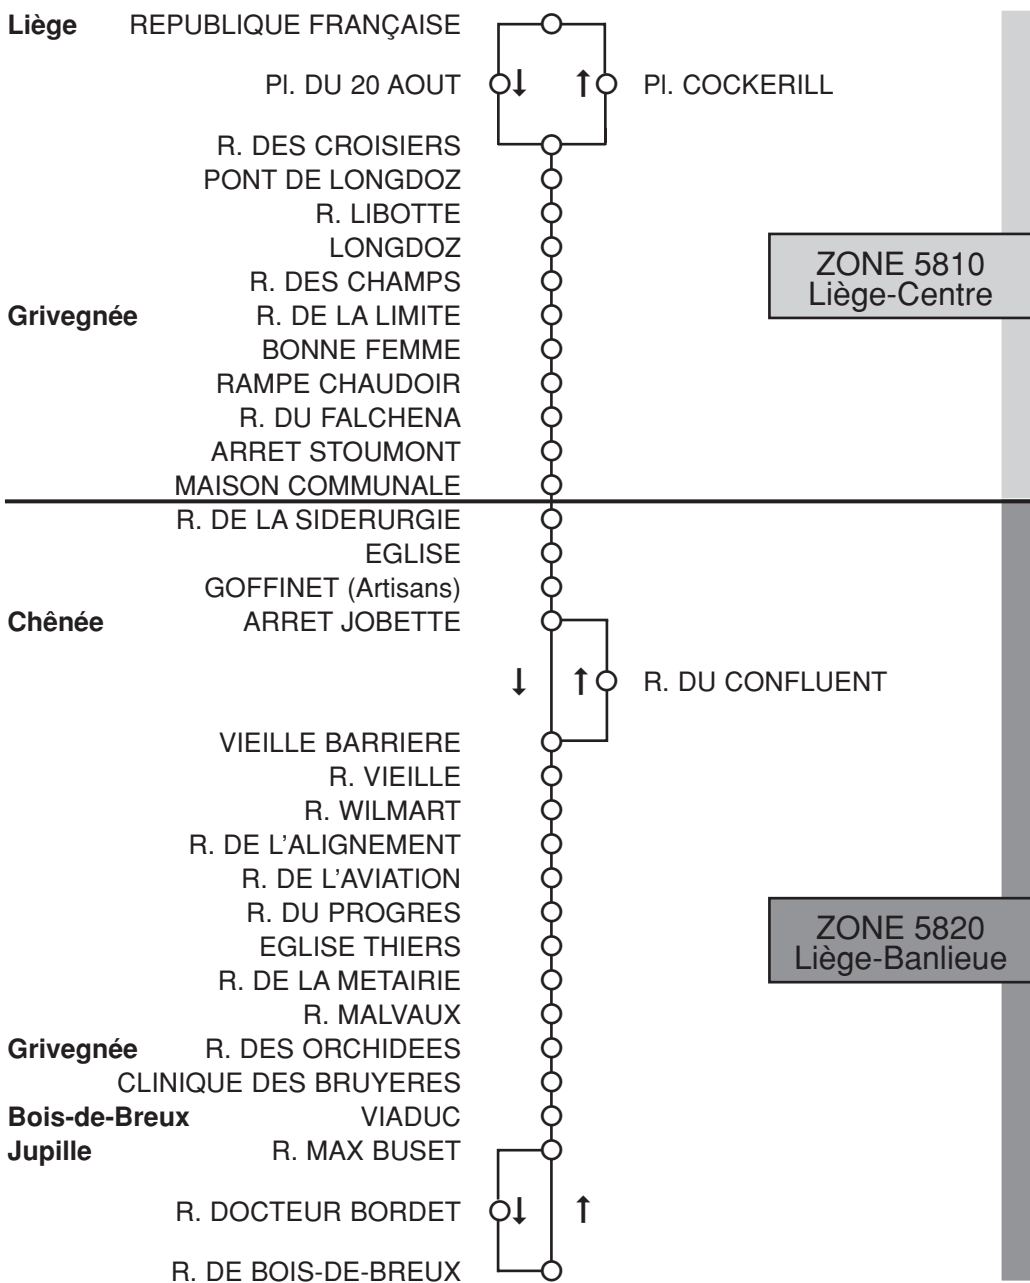 Liège REPUBLIQUE FRANÇAISE
Pl. DU 20 AOUT Pl. COCKERILL
R. DES CROISIERS
PONT DE LONGDOZ
R. LIBOTTE
LONGDOZ
R. DES CHAMPS
ZONE 5810
Liège-Centre
Grivegnée R. DE LA LIMITE
BONNE FEMME
RAMPE CHAUDOIR
R. DU FALCHENA
ARRET STOUMONT
MAISON COMMUNALE
R. DE LA SIDERURGIE
EGLISE
GOFFINET (Artisans)
Chênée ARRET JOBETTE
R. DU CONFLUENT
VIEILLE BARRIERE
R. VIEILLE
R. WILMART
R. DE L'ALIGNEMENT
R. DE L'AVIATION
R. DU PROGRES
EGLISE THIERS
ZONE 5820
Liège-Banlieue
R. DE LA METAIRIE
R. MALVAUX
Grivegnée R. DES ORCHIDEES
CLINIQUE DES BRUYERES
Bois-de-Breux VIADUC
Jupille R. MAX BUSET
R. DOCTEUR BORDET
R. DE BOIS-DE-BREUX